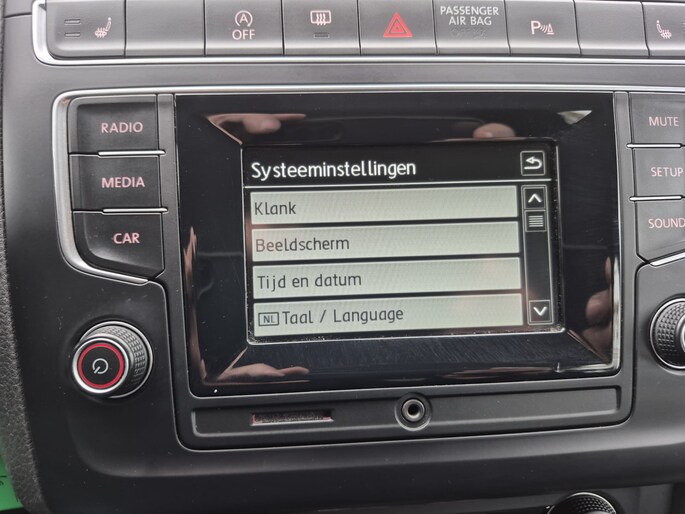 A
OFF
PASSENGER
AIR BAG
P
RADIO
MEDIA
CAR
MUTE
SETUP
SOUND
Systeeminstellingen
Klank
Beeldscherm
Tijd en datum
NL Taal / Language